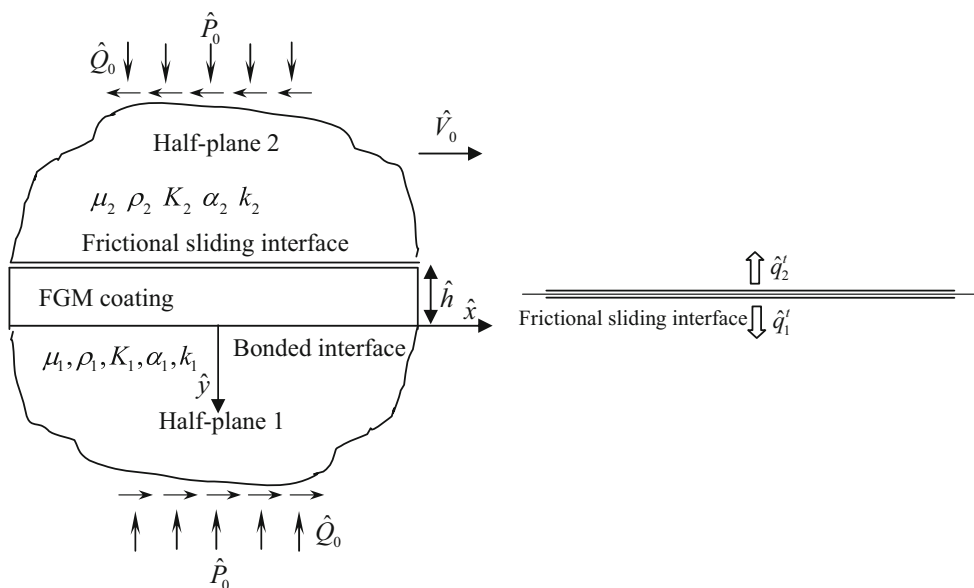 P̂₀
Q̂₀
V̂₀
Half-plane 2
μ₂ ρ₂ K₂ α₂ k₂
Frictional sliding interface
FGM coating
ĥ
x̂
μ₁, ρ₁, K₁, α₁, k₁
Bonded interface
ŷ
Half-plane 1
Q̂₀
P̂₀
q̂₂ᵗ
Frictional sliding interface
q̂₁ᵗ